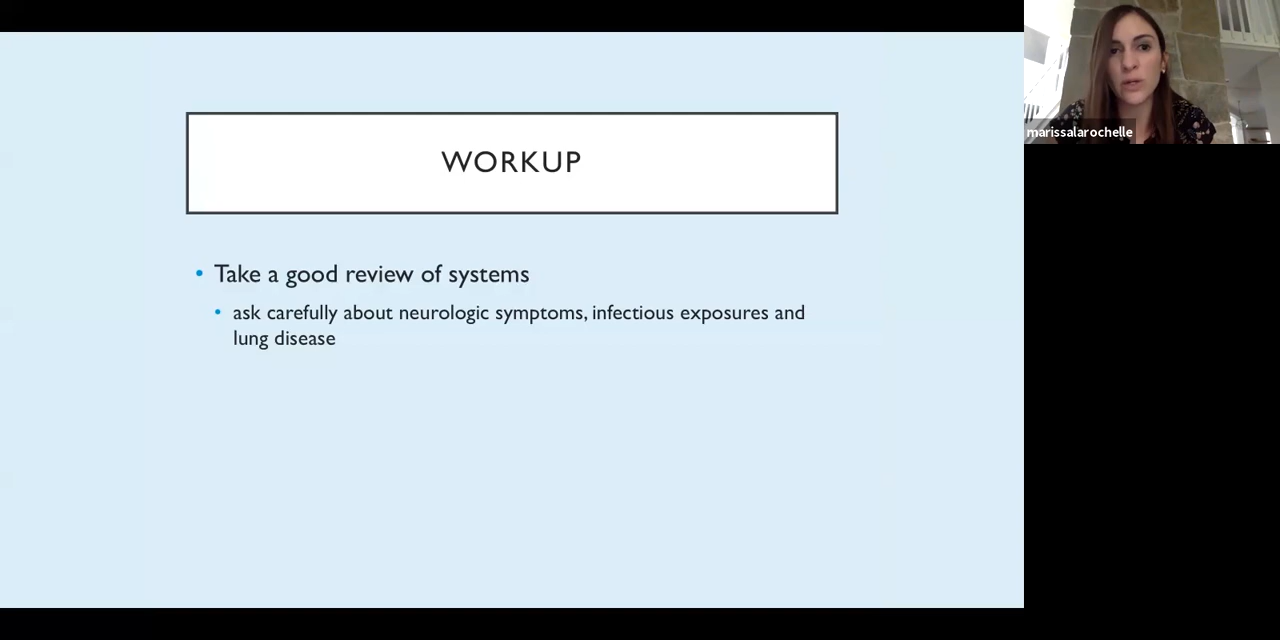 WORKUP
• Take a good review of systems
• ask carefully about neurologic symptoms, infectious exposures and
lung disease
marissalarochelle